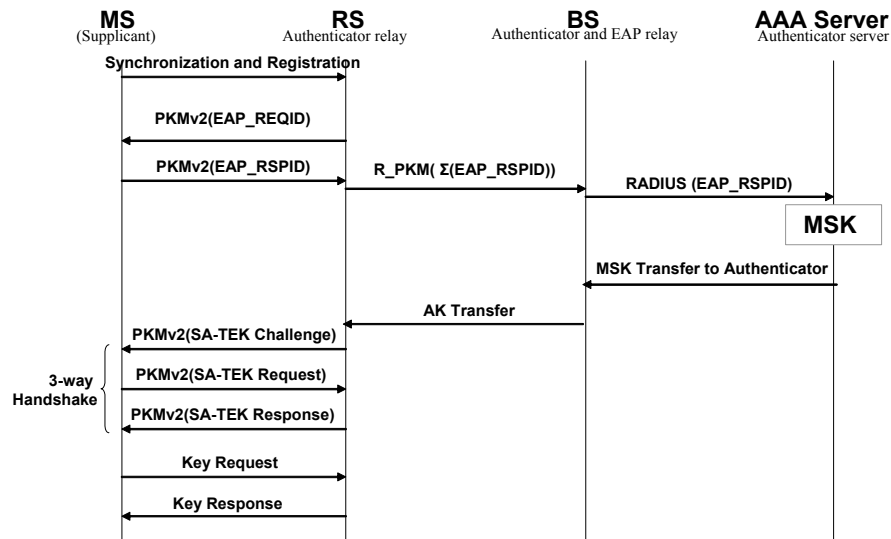 MS RS BS AAA Server
(Supplicant) Authenticator relay Authenticator and EAP relay Authenticator server
Synchronization and Registration
PKMv2(EAP_REQID)
PKMv2(EAP_RSPID)
R_PKM( Σ(EAP_RSPID))
RADIUS (EAP_RSPID)
MSK
MSK Transfer to Authenticator
AK Transfer
PKMv2(SA-TEK Challenge)
3-way
Handshake
PKMv2(SA-TEK Request)
PKMv2(SA-TEK Response)
Key Request
Key Response